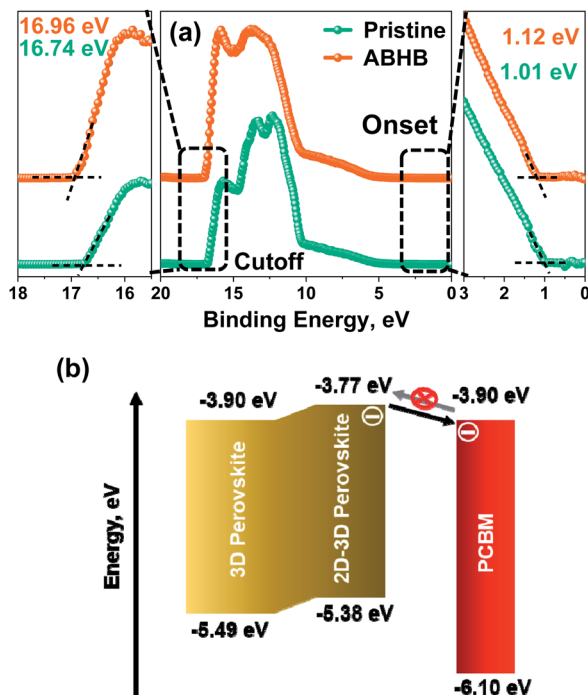 16.96 eV
16.74 eV
(a)
Pristine
ABHB
1.12 eV
1.01 eV
Onset
Cutoff
18 17 16
20 15 10 5 0
3 2 1 0
Binding Energy, eV
(b)
-3.90 eV
-3.77 eV
-3.90 eV
Energy, eV
3D Perovskite
2D-3D Perovskite
PCBM
-5.49 eV
-5.38 eV
-6.10 eV